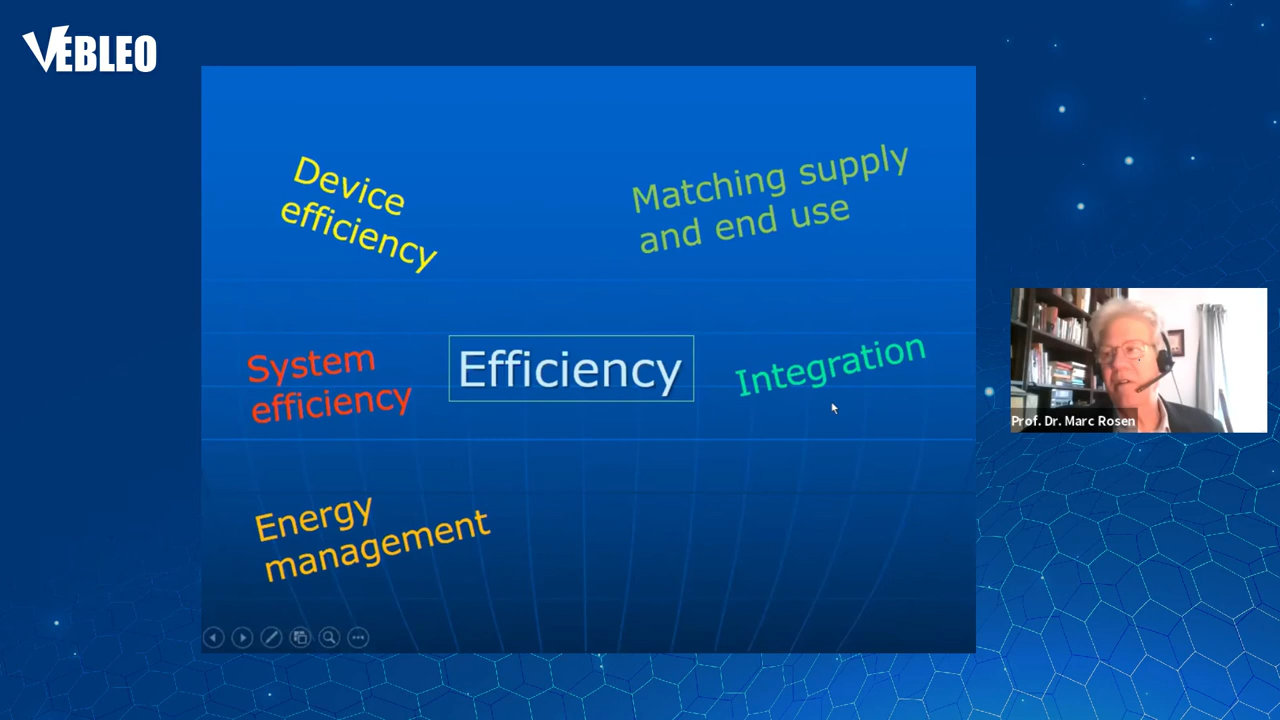 VEBLEO
Device
efficiency
Matching supply
and end use
System
efficiency
Efficiency
Integration
Energy
management
Prof. Dr. Marc Rosen